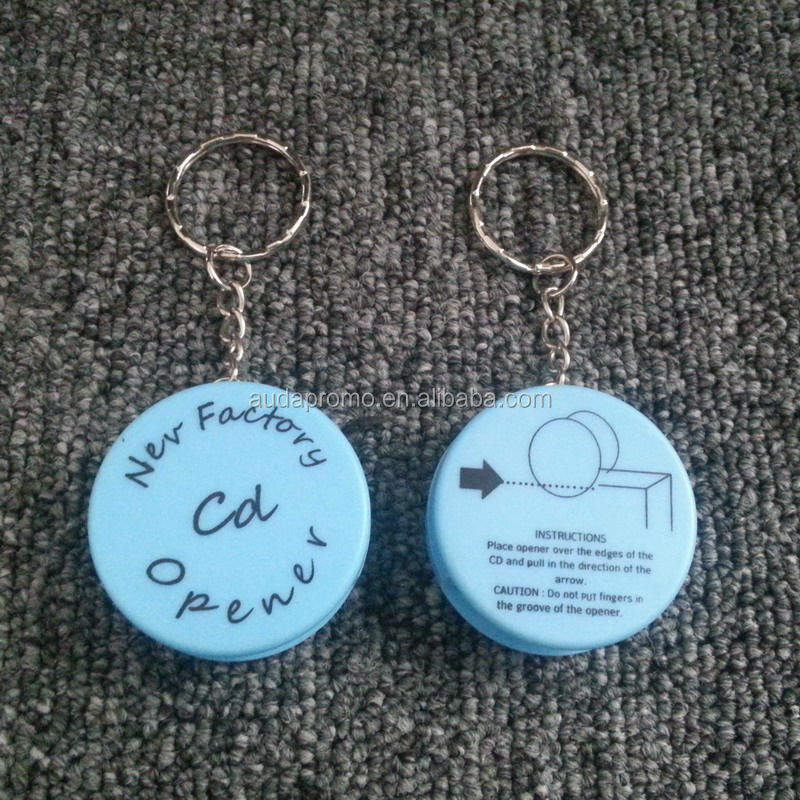 audapromo.en.alibaba.com
Nev Factory
Cd
Opener
INSTRUCTIONS
Place opener over the edges of the
CD and pull in the direction of the
arrow.
CAUTION : Do not PUT fingers in
the groove of the opener.